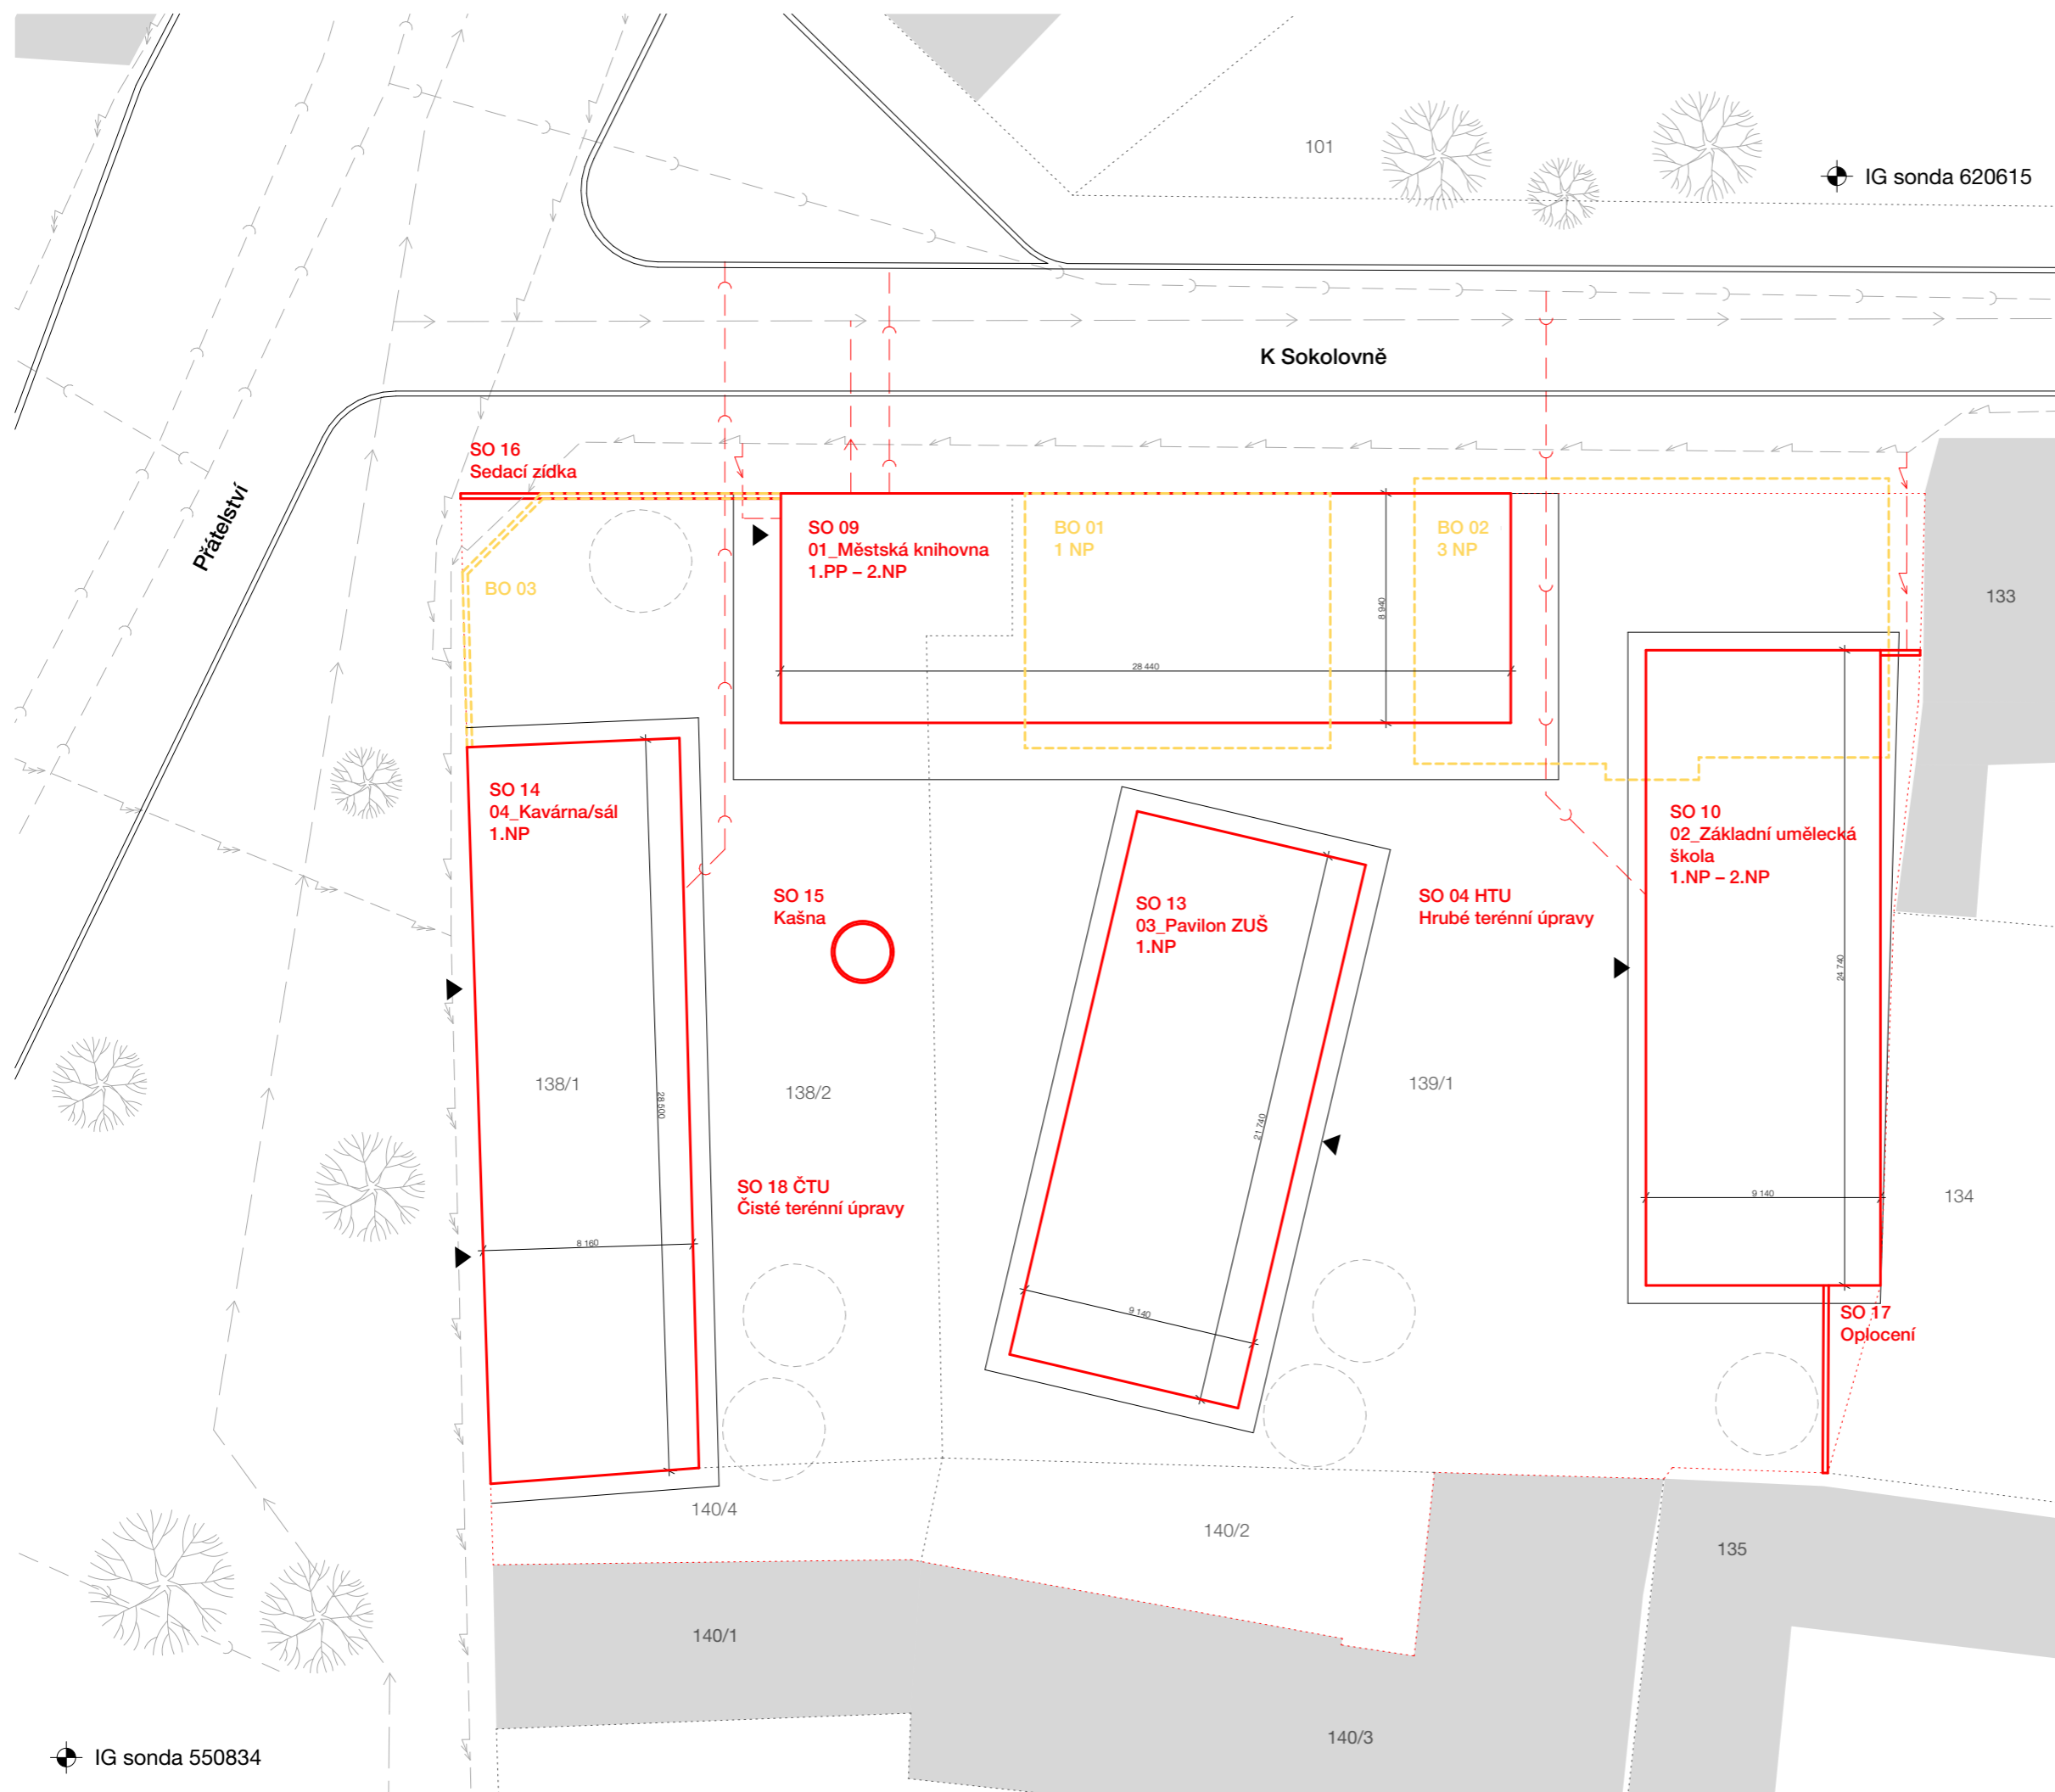 101
IG sonda 620615
K Sokolovně
Přátelství
SO 16
Sedací zídka
BO 03
SO 09
01_Městská knihovna
1.PP – 2.NP
BO 01
1 NP
BO 02
3 NP
8 940
28 440
133
SO 14
04_Kavárna/sál
1.NP
SO 15
Kašna
SO 13
03_Pavilon ZUŠ
1.NP
SO 04 HTU
Hrubé terénní úpravy
SO 10
02_Základní umělecká
škola
1.NP – 2.NP
24 740
138/1
28 500
138/2
21 740
139/1
SO 18 ČTU
Čisté terénní úpravy
9 140
134
8 160
9 140
SO 17
Oplocení
140/4
140/2
135
140/1
140/3
IG sonda 550834